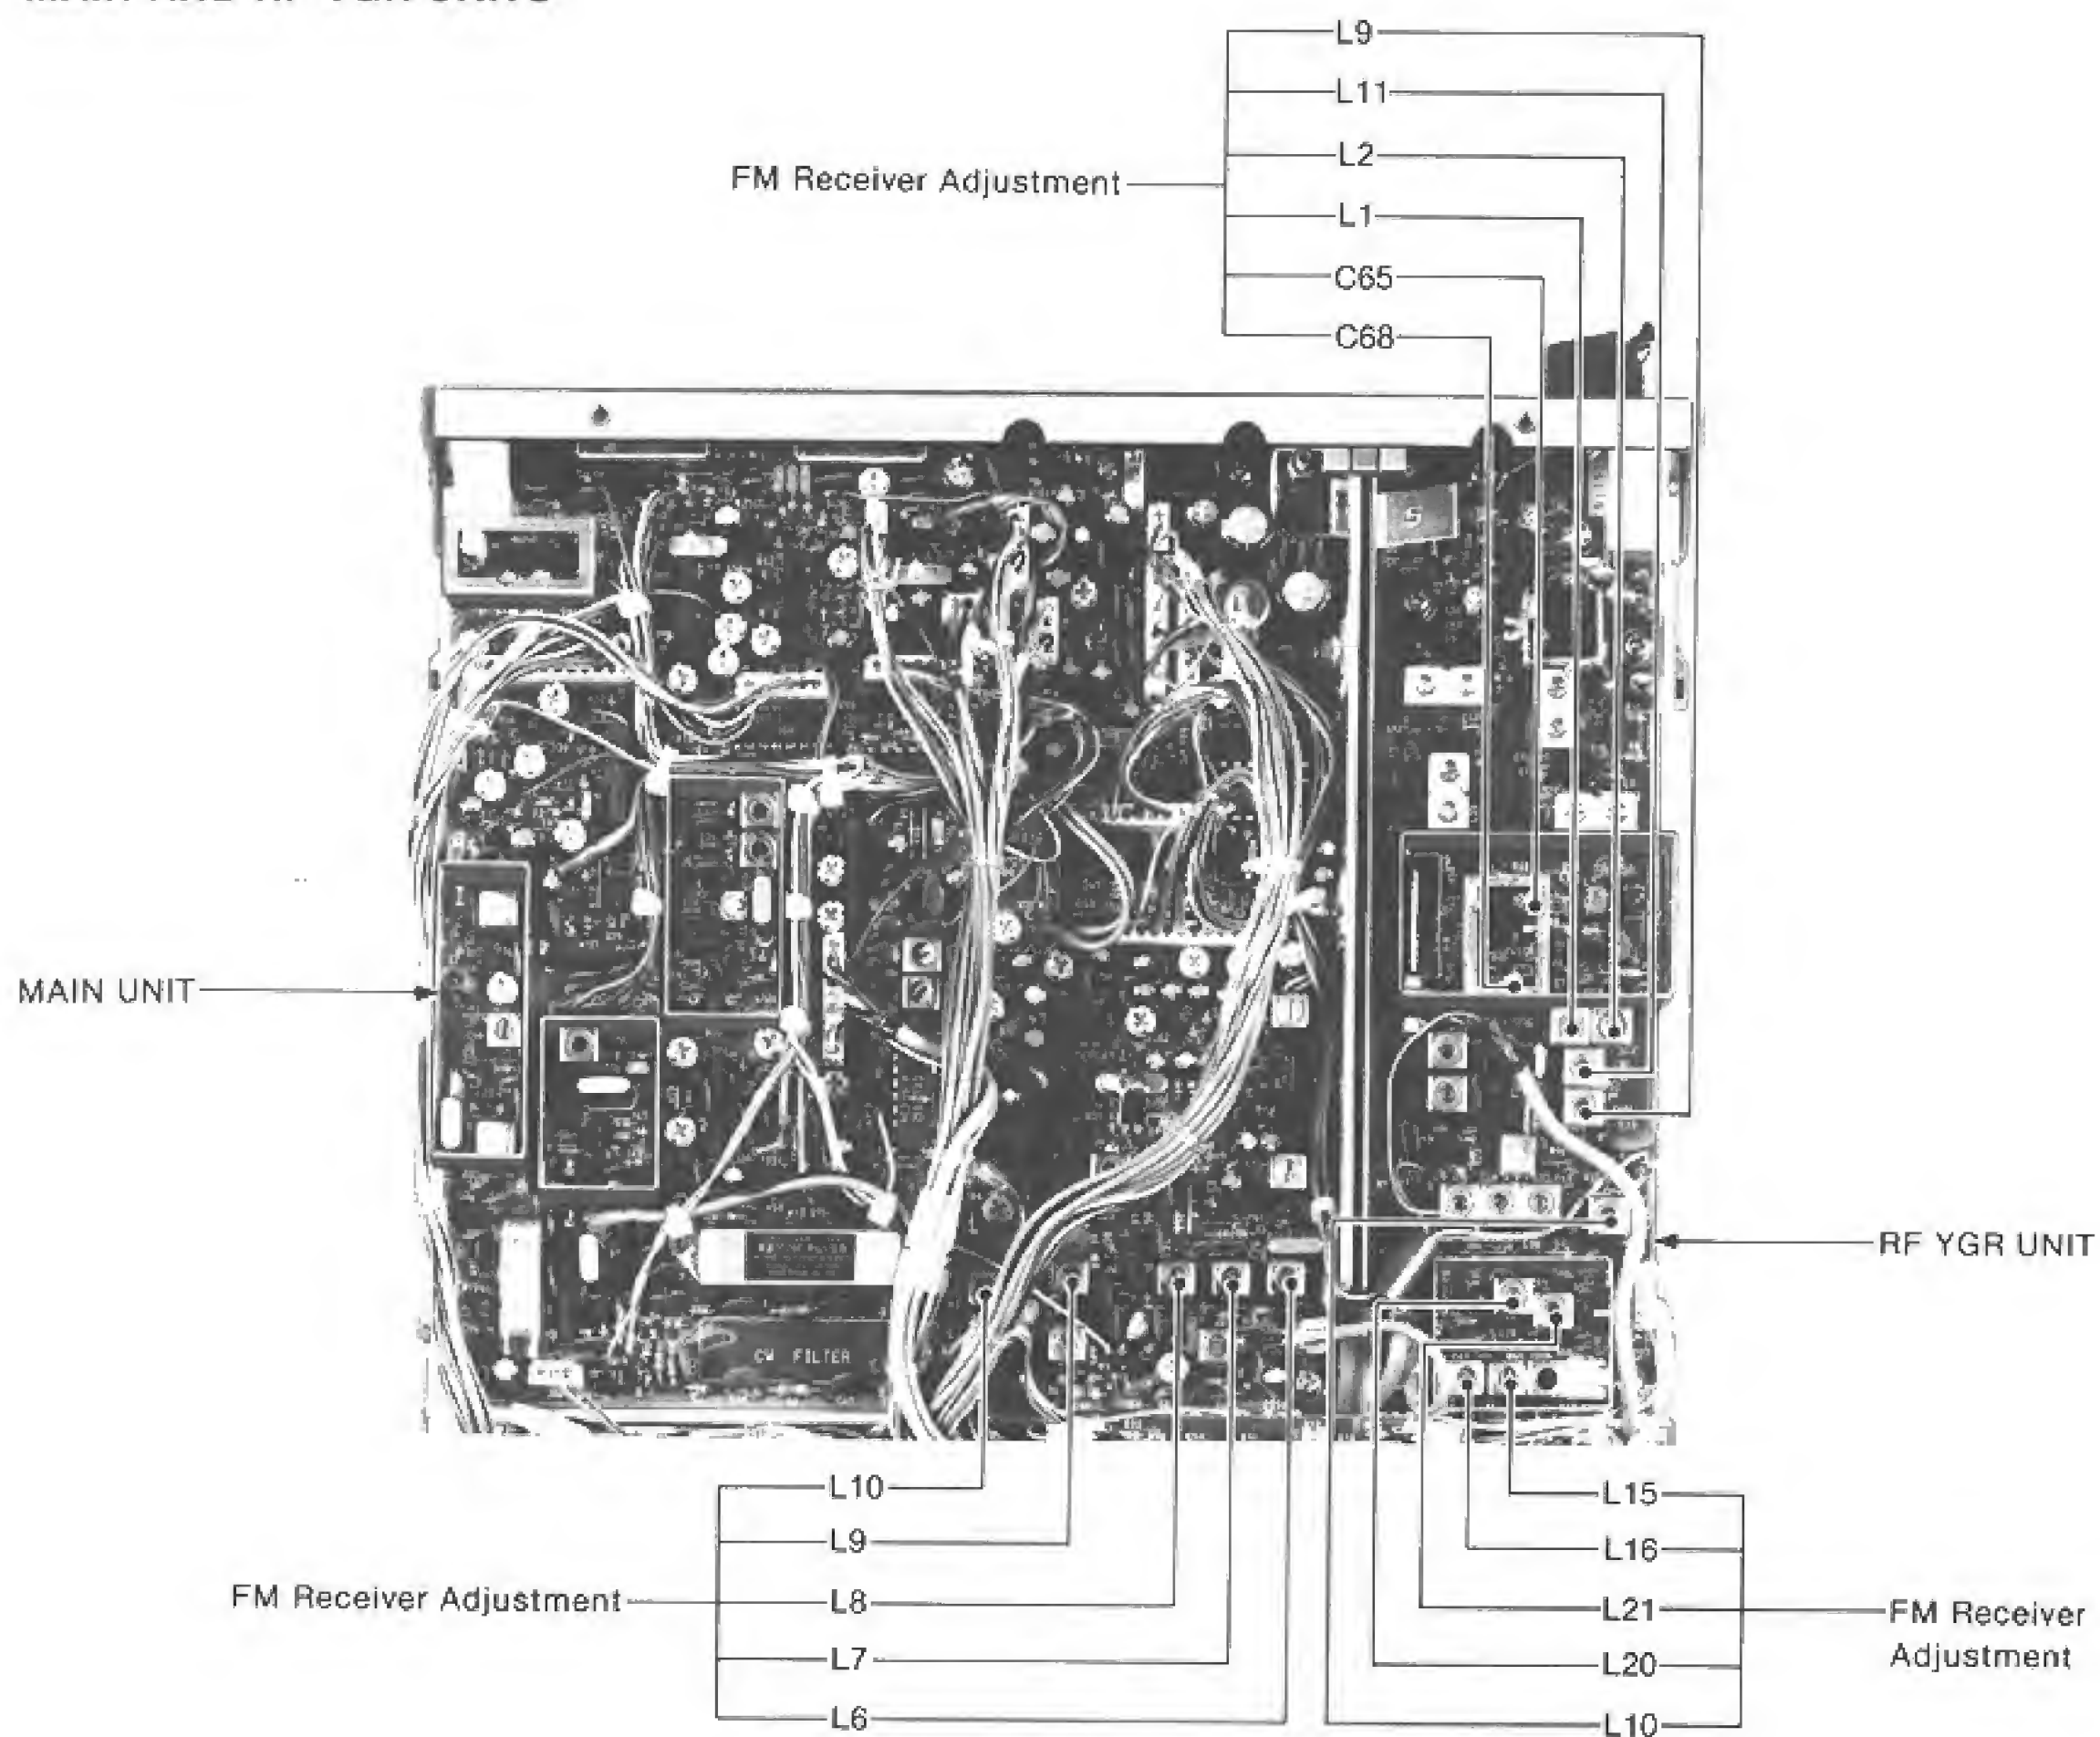 L9
L11
L2
FM Receiver Adjustment
L1
C65
C68
MAIN UNIT
RF YGR UNIT
CW FILTER
L10
L9
L8
FM Receiver Adjustment
L7
L6
L15
L16
L21
FM Receiver
Adjustment
L20
L10